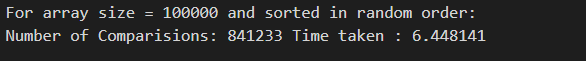 For array size = 100000 and sorted in random order:
Number of Comparisions: 841233 Time taken : 6.448141